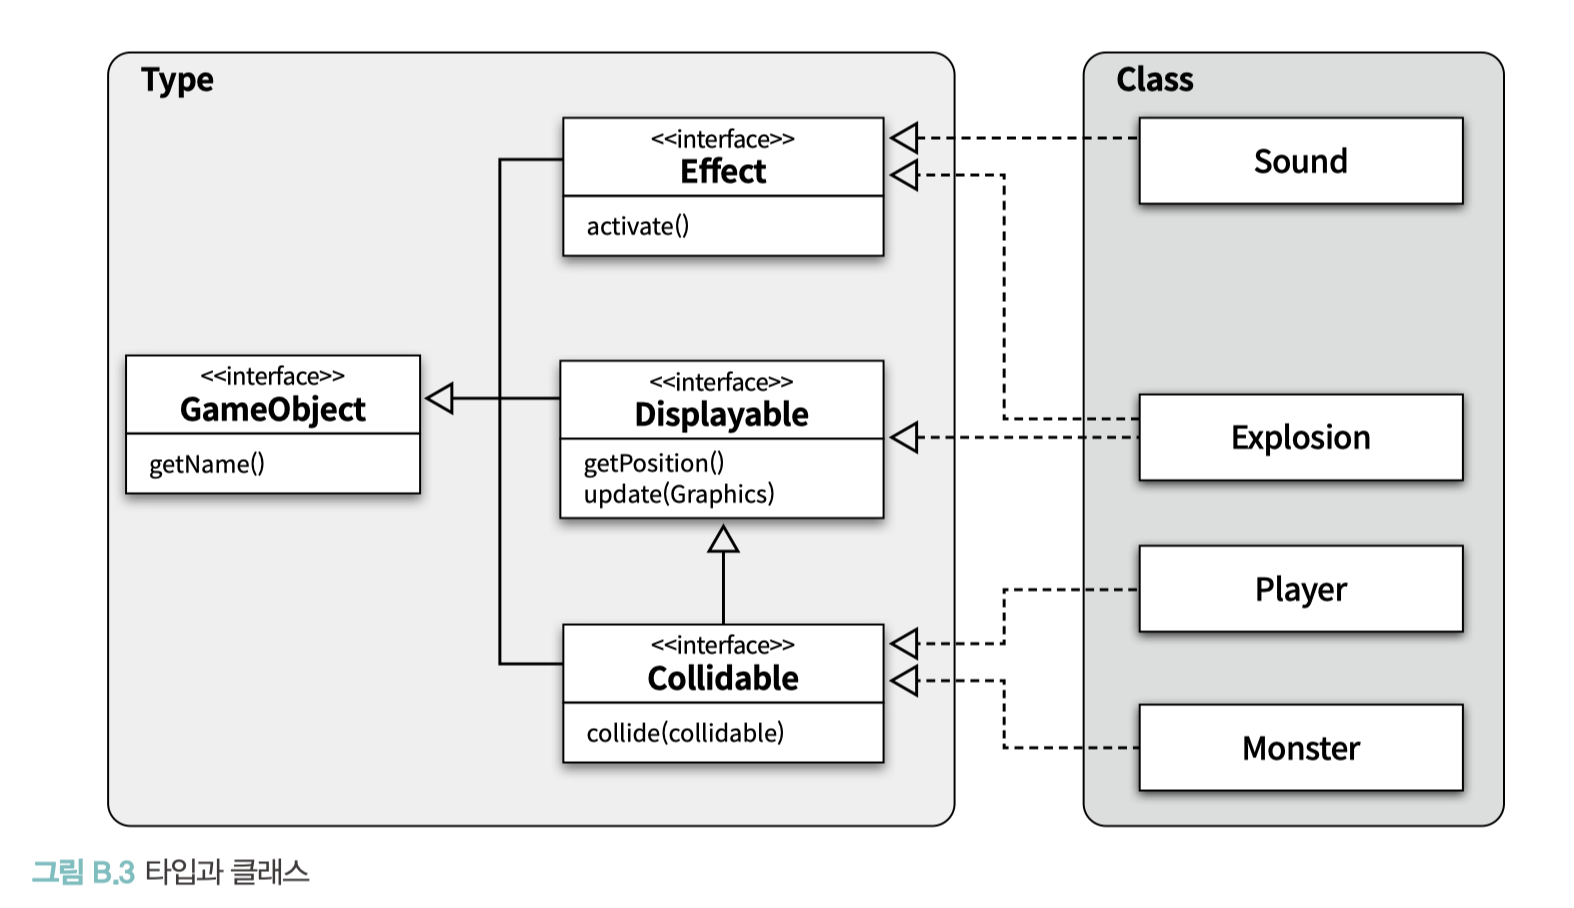 Type
<<interface>>
Effect
activate()
<<interface>>
GameObject
getName()
<<interface>>
Displayable
getPosition()
update(Graphics)
<<interface>>
Collidable
collide(collidable)
Class
Sound
Explosion
Player
Monster
그림 B.3 타입과 클래스